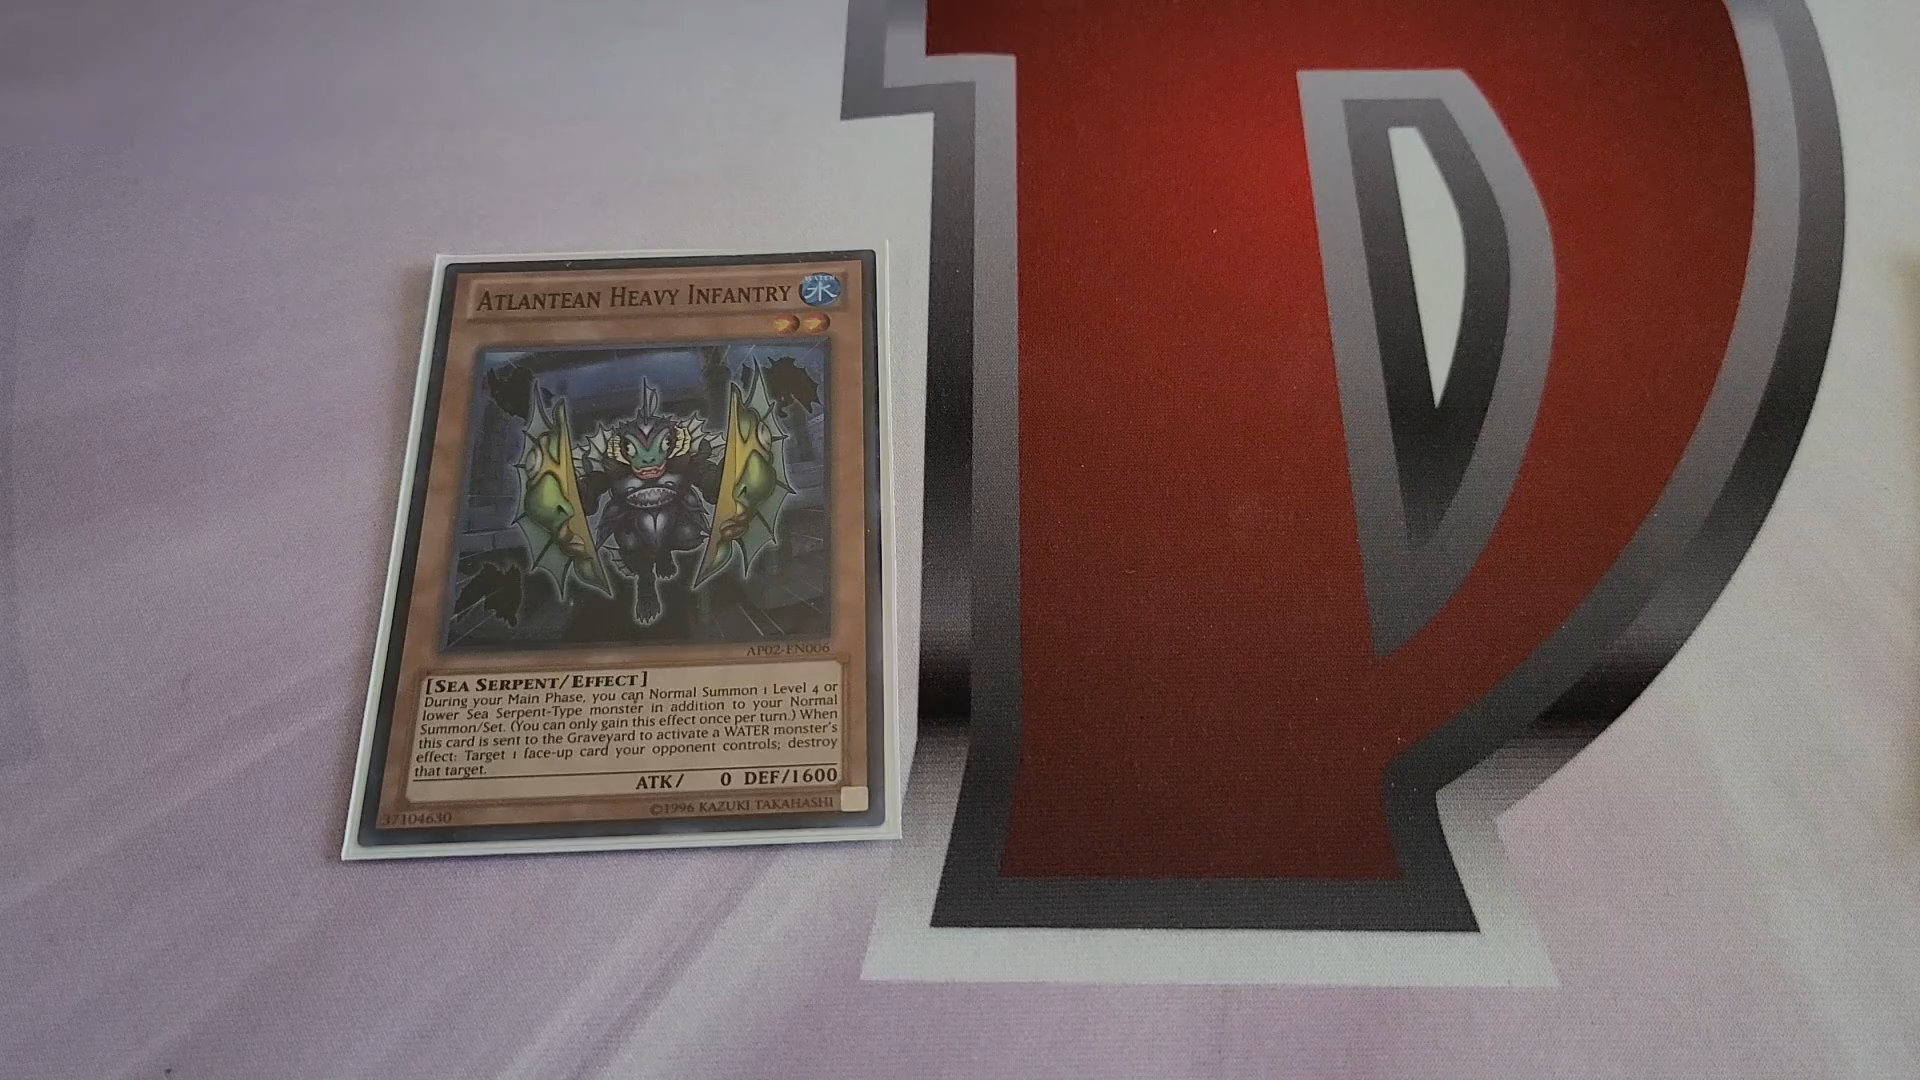 ATLANTEAN HEAVY INFANTRY
WATER
水
AP02-EN006
[SEA SERPENT/EFFECT]
During your Main Phase, you can Normal Summon 1 Level 4 or
lower Sea Serpent-Type monster in addition to your Normal
Summon/Set. (You can only gain this effect once per turn.) When
this card is sent to the Graveyard to activate a WATER monster's
effect: Target 1 face-up card your opponent controls; destroy
that target.
ATK/ 0 DEF/1600
37104630
©1996 KAZUKI TAKAHASHI